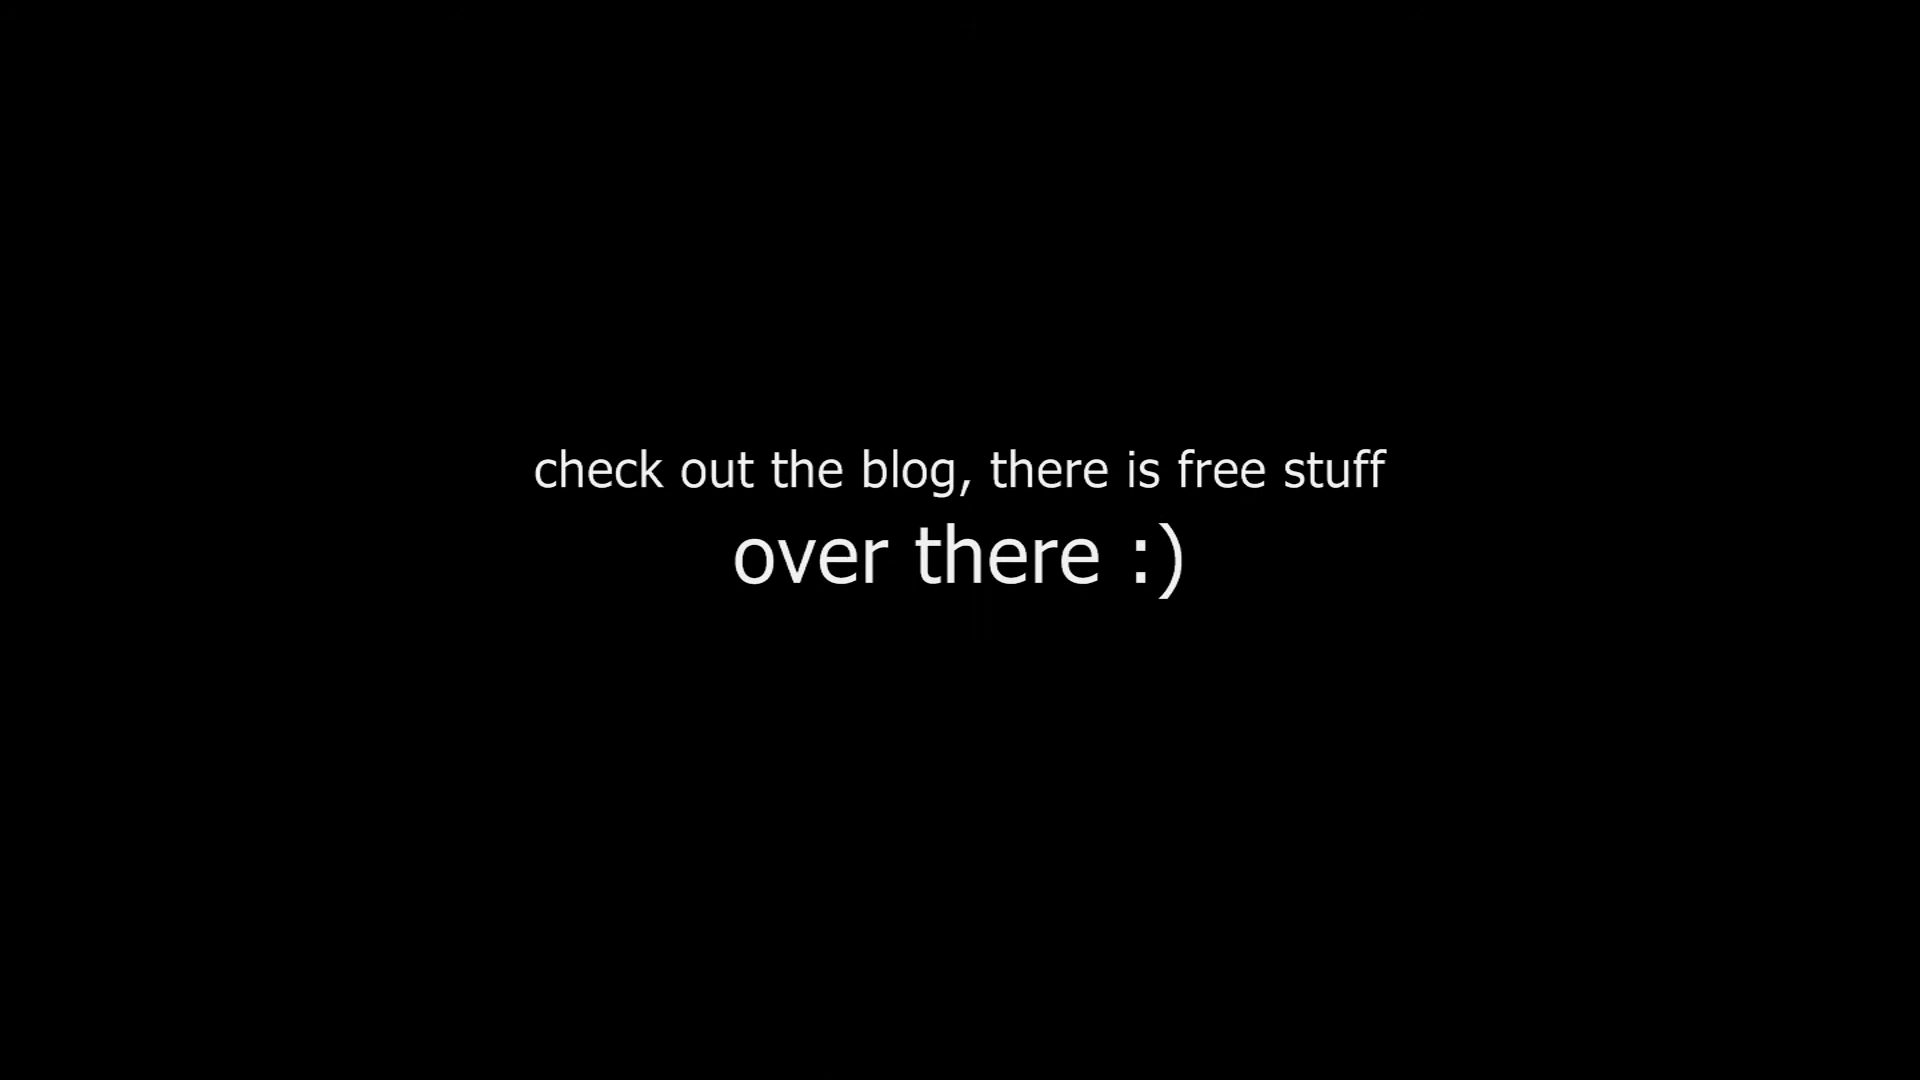 check out the blog, there is free stuff
over there :)